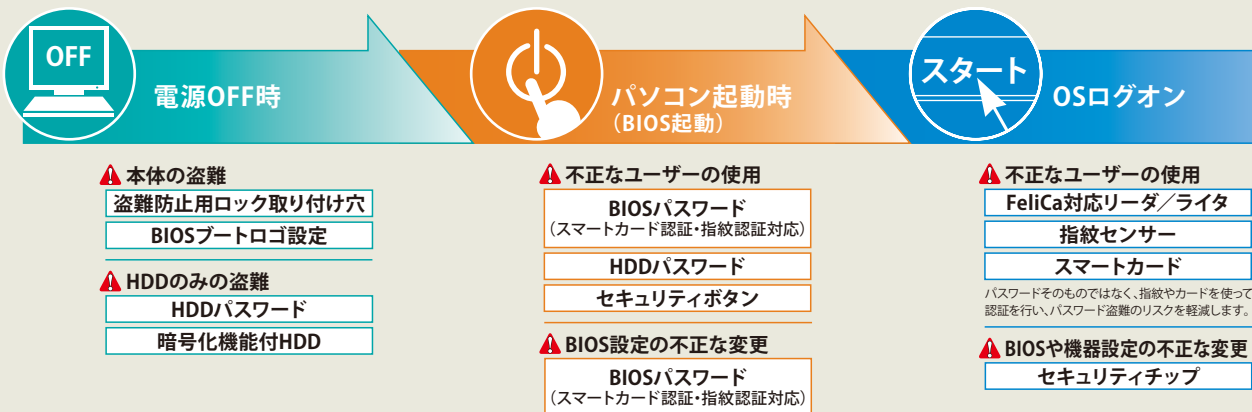 OFF
電源OFF時
本体の盗難
盗難防止用ロック取り付け穴
BIOSブートロゴ設定
HDDのみの盗難
HDDパスワード
暗号化機能付HDD
パソコン起動時
(BIOS起動)
不正なユーザーの使用
BIOSパスワード
(スマートカード認証・指紋認証対応)
HDDパスワード
セキュリティボタン
BIOS設定の不正な変更
BIOSパスワード
(スマートカード認証・指紋認証対応)
スタート
OSログオン
不正なユーザーの使用
FeliCa対応リーダ／ライタ
指紋センサー
スマートカード
パスワードそのものではなく、指紋やカードを使って
認証を行い、パスワード盗難のリスクを軽減します。
BIOSや機器設定の不正な変更
セキュリティチップ